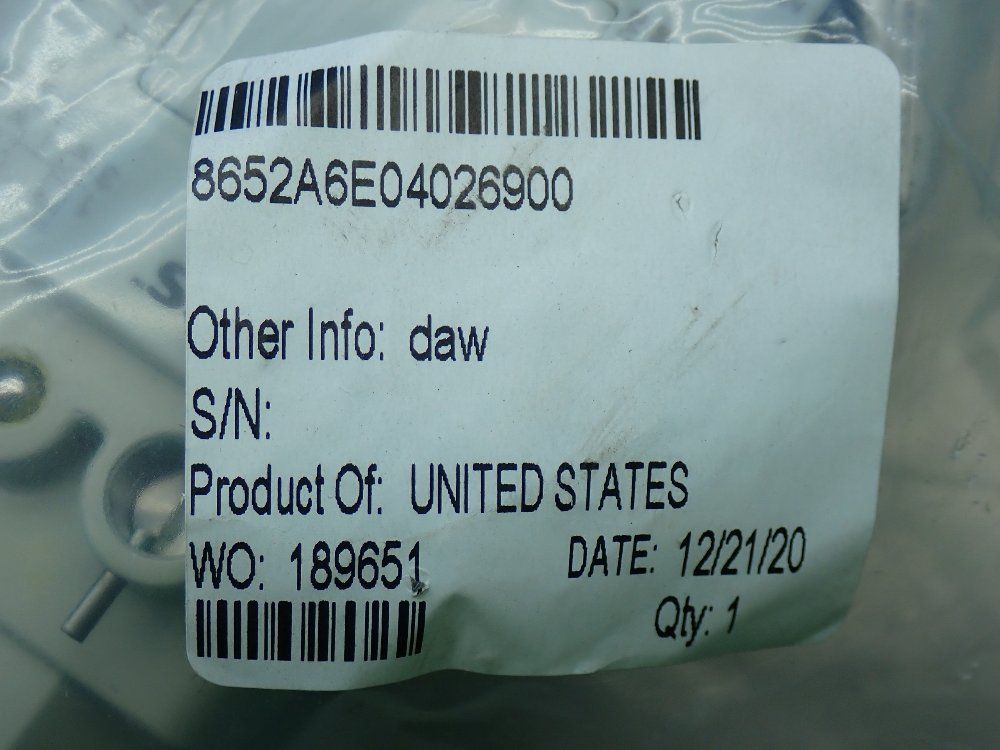 8652A6E04026900
Other Info: daw
S/N:
Product Of: UNITED STATES
WO: 189651 DATE: 12/21/20
Qty: 1